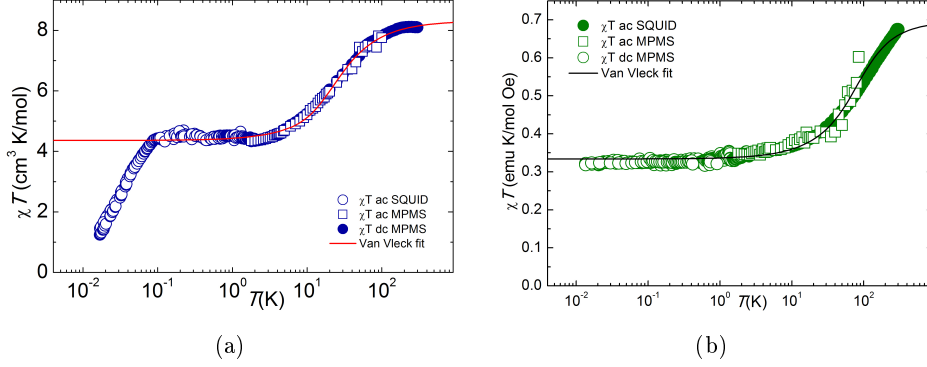 8
6
4
2
0
χT (cm³ K/mol)
10⁻² 10⁻¹ 10⁰ 10¹ 10²
T(K)
χT ac SQUID
χT ac MPMS
χT dc MPMS
Van Vleck fit
(a)
0.7
0.6
0.5
0.4
0.3
0.2
0.1
0.0
χT (emu K/mol Oe)
10⁻² 10⁻¹ 10⁰ 10¹ 10²
T(K)
χT ac SQUID
χT ac MPMS
χT dc MPMS
Van Vleck fit
(b)